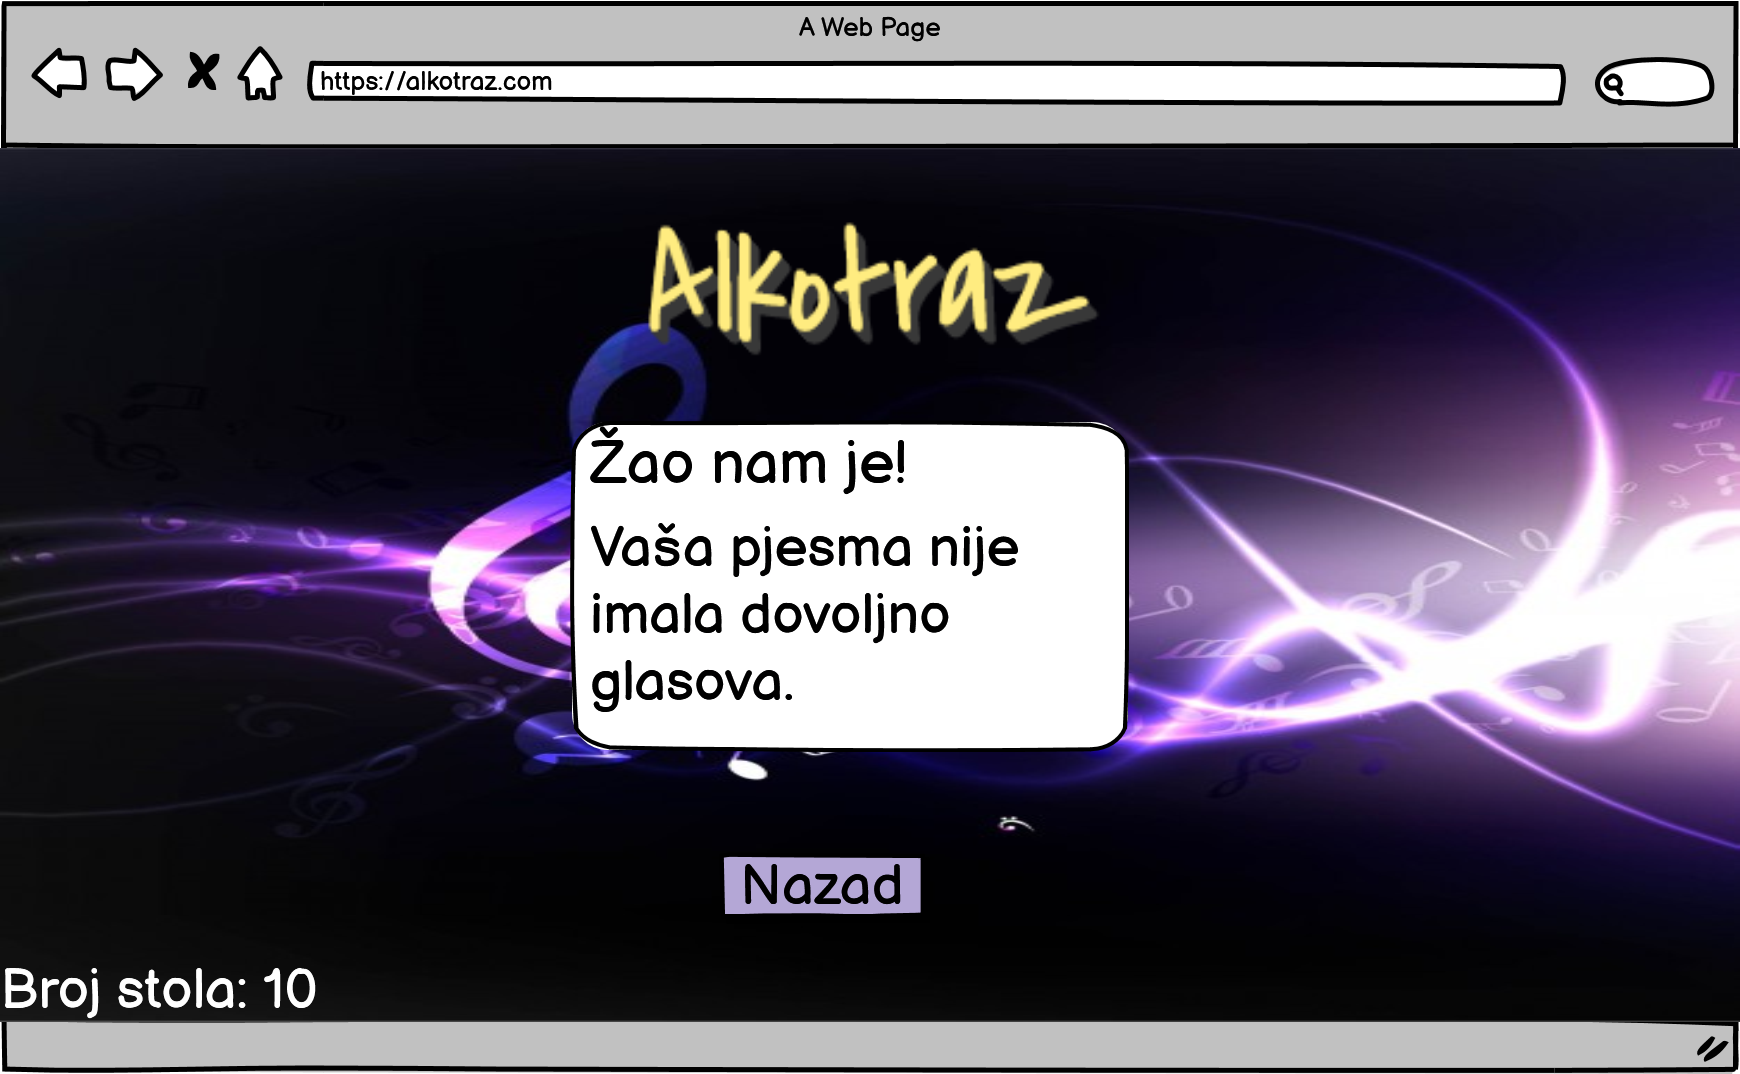 A Web Page
https://alkotraz.com
Alkotraz
Žao nam je!
Vaša pjesma nije
imala dovoljno
glasova.
Nazad
Broj stola: 10